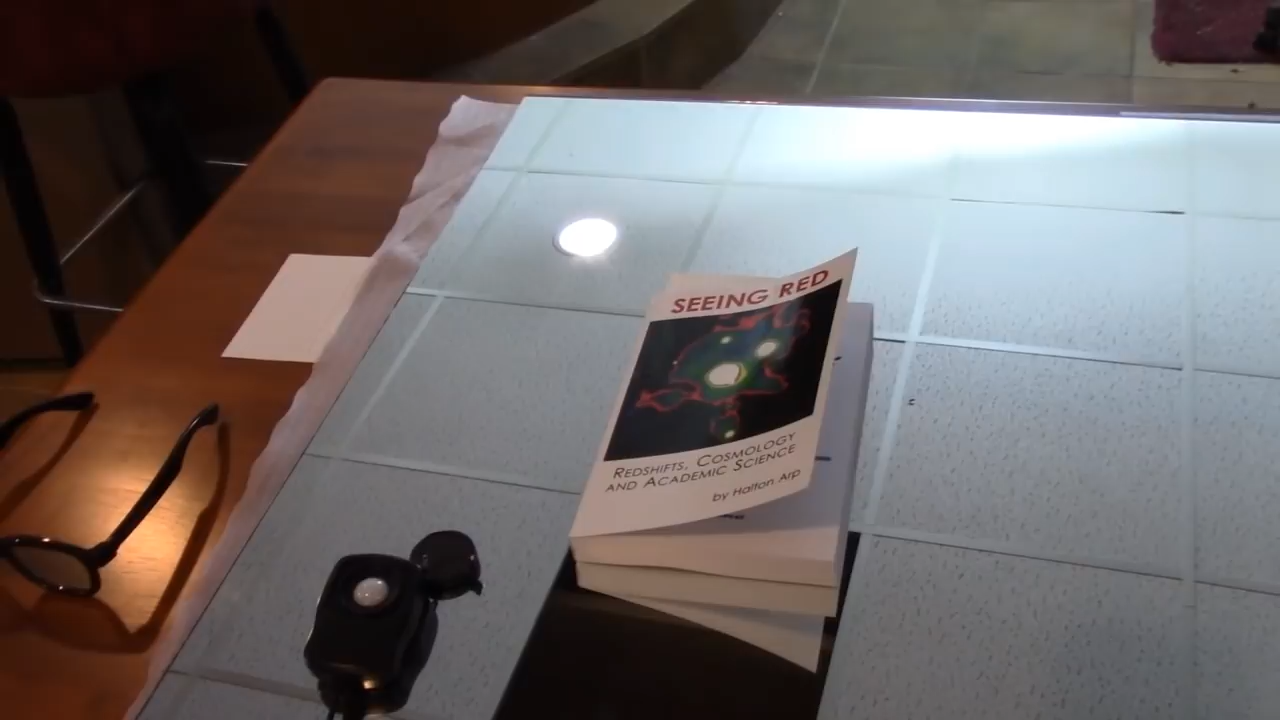 SEEING RED
REDSHIFTS, COSMOLOGY
AND ACADEMIC SCIENCE
by Halton Arp